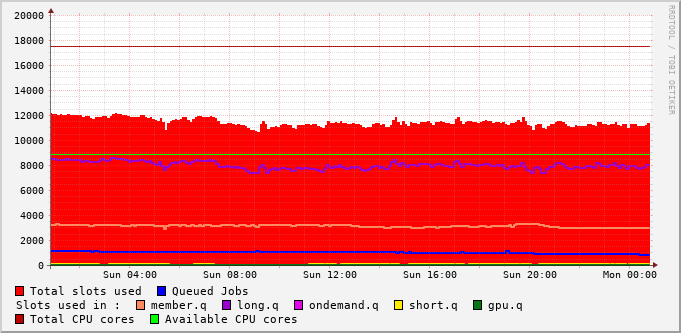 RRDTOOL / TOBI OETIKER
20000
18000
16000
14000
12000
10000
8000
6000
4000
2000
0
Sun 04:00 Sun 08:00 Sun 12:00 Sun 16:00 Sun 20:00 Mon 00:00
Total slots used Queued Jobs
Slots used in : member.q long.q ondemand.q short.q gpu.q
Total CPU cores Available CPU cores